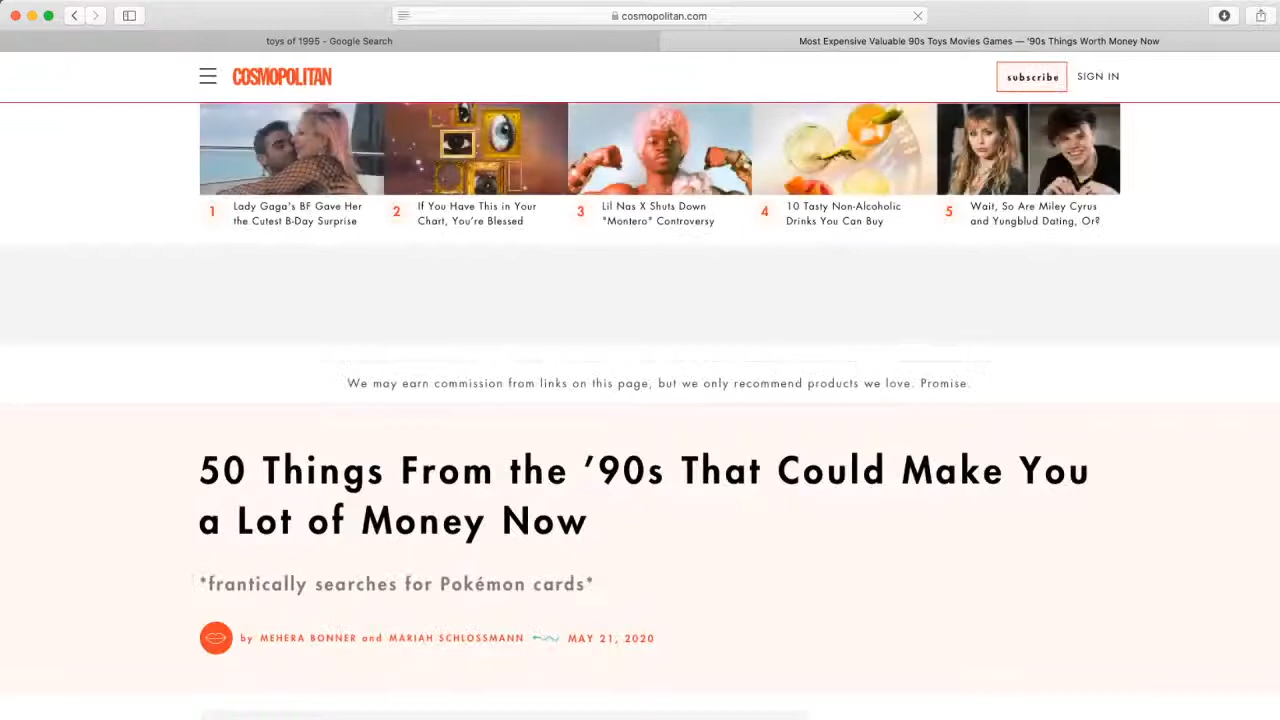 cosmopolitan.com
toys of 1995 - Google Search
Most Expensive Valuable 90s Toys Movies Games — '90s Things Worth Money Now
COSMOPOLITAN
subscribe
SIGN IN
1 Lady Gaga's BF Gave Her
the Cutest B-Day Surprise
2 If You Have This in Your
Chart, You're Blessed
3 Lil Nas X Shuts Down
"Montero" Controversy
4 10 Tasty Non-Alcoholic
Drinks You Can Buy
5 Wait, So Are Miley Cyrus
and Yungblud Dating, Or?
We may earn commission from links on this page, but we only recommend products we love. Promise.
50 Things From the '90s That Could Make You
a Lot of Money Now
*frantically searches for Pokémon cards*
by MEHERA BONNER and MARIAH SCHLOSSMANN MAY 21, 2020